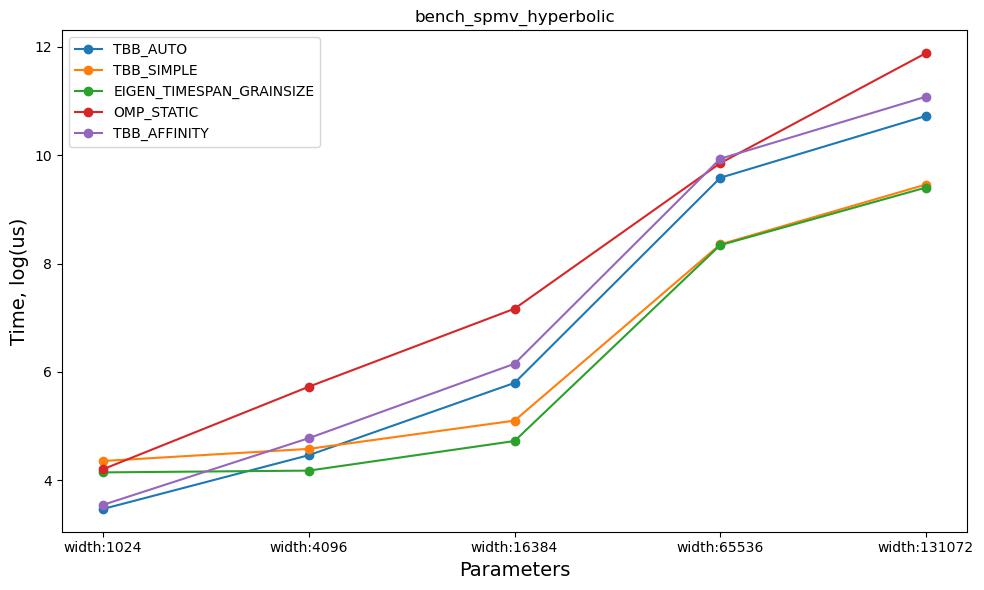 bench_spmv_hyperbolic
TBB_AUTO
TBB_SIMPLE
EIGEN_TIMESPAN_GRAINSIZE
OMP_STATIC
TBB_AFFINITY
Time, log(us)
12
10
8
6
4
width:1024
width:4096
width:16384
width:65536
width:131072
Parameters